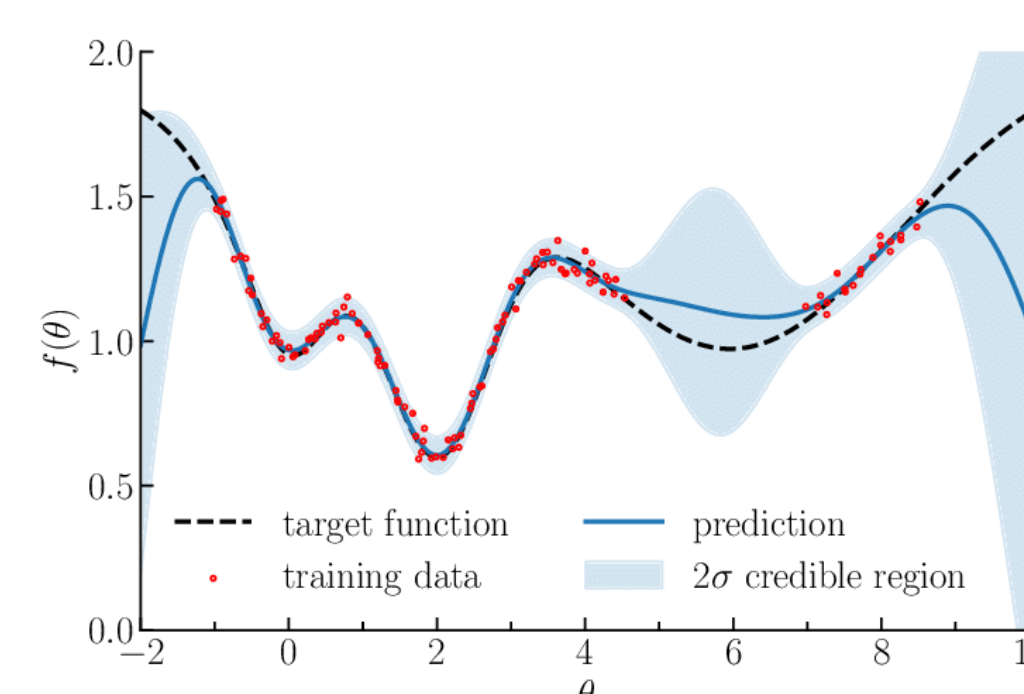 2.0
1.5
f(θ)
1.0
0.5
target function
prediction
training data
2σ credible region
0.0
−2 0 2 4 6 8